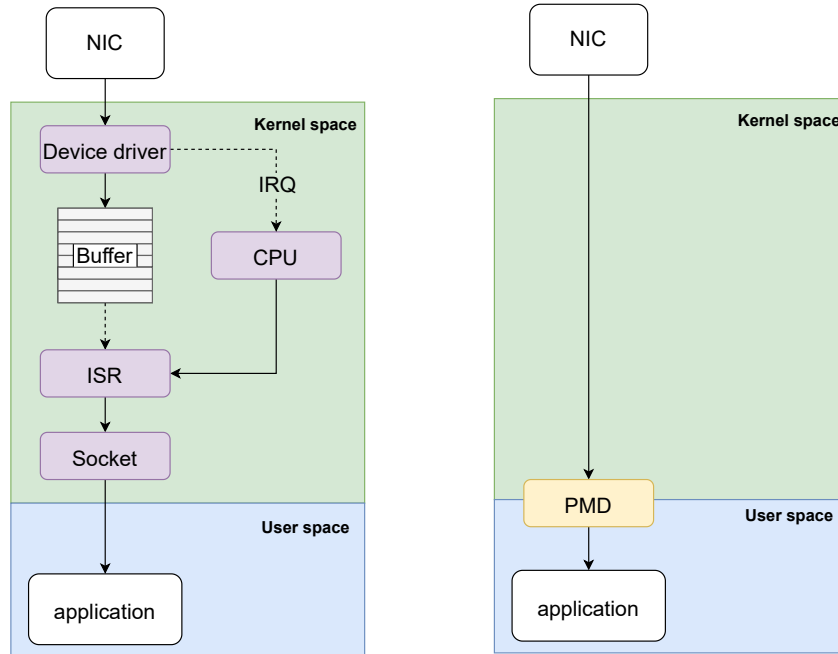 NIC
Kernel space
Device driver
IRQ
Buffer
CPU
ISR
Socket
User space
application
NIC
Kernel space
PMD
User space
application